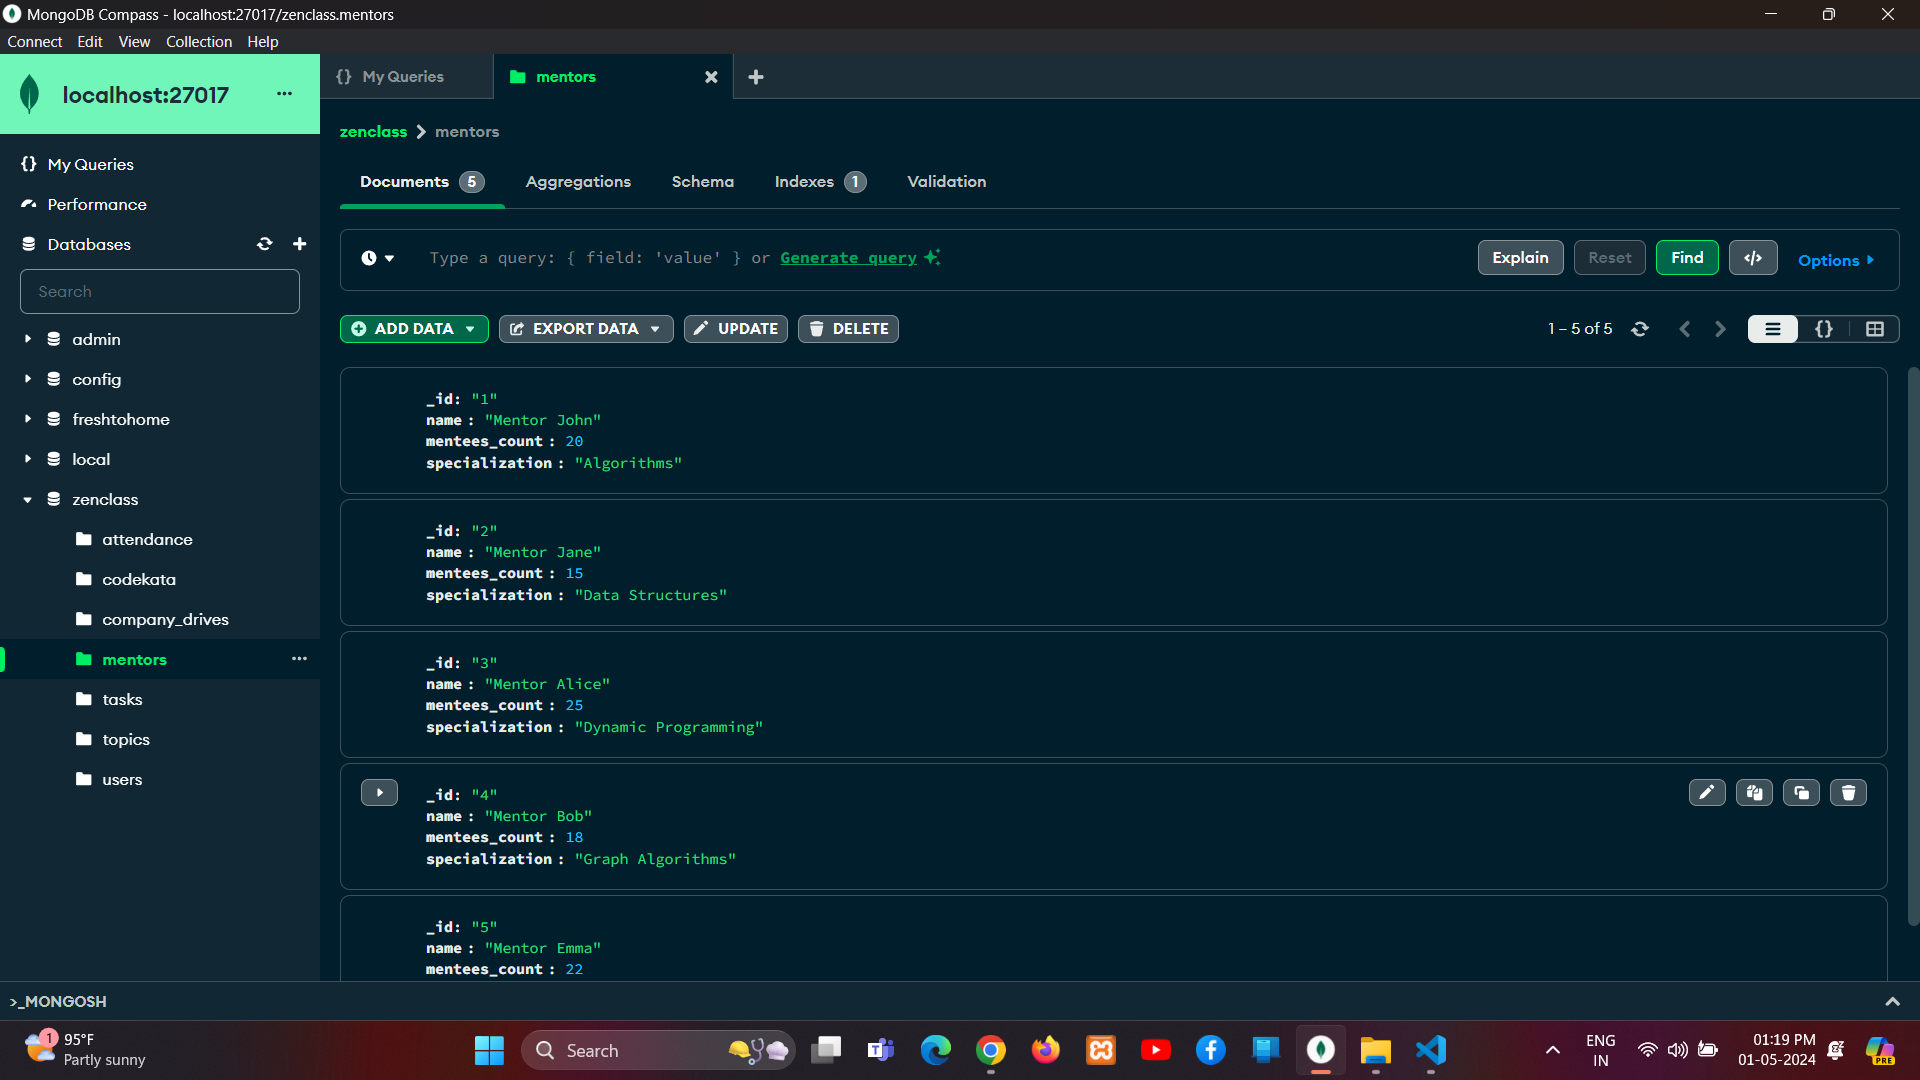 MongoDB Compass - localhost:27017/zenclass.mentors
Connect Edit View Collection Help
localhost:27017 ···
{} My Queries
mentors
My Queries
Performance
Databases
Search
admin
config
freshtohome
local
zenclass
attendance
codekata
company_drives
mentors ···
tasks
topics
users
zenclass > mentors
Documents 5 Aggregations Schema Indexes 1 Validation
Type a query: { field: 'value' } or Generate query
Explain Reset Find </> Options
ADD DATA EXPORT DATA UPDATE DELETE
1 – 5 of 5 {}
_id: "1"
name : "Mentor John"
mentees_count : 20
specialization : "Algorithms"
_id: "2"
name : "Mentor Jane"
mentees_count : 15
specialization : "Data Structures"
_id: "3"
name : "Mentor Alice"
mentees_count : 25
specialization : "Dynamic Programming"
_id: "4"
name : "Mentor Bob"
mentees_count : 18
specialization : "Graph Algorithms"
_id: "5"
name : "Mentor Emma"
mentees_count : 22
>_MONGOSH
1
95°F
Partly sunny
Search
ENG
IN
01:19 PM
01-05-2024
PRE